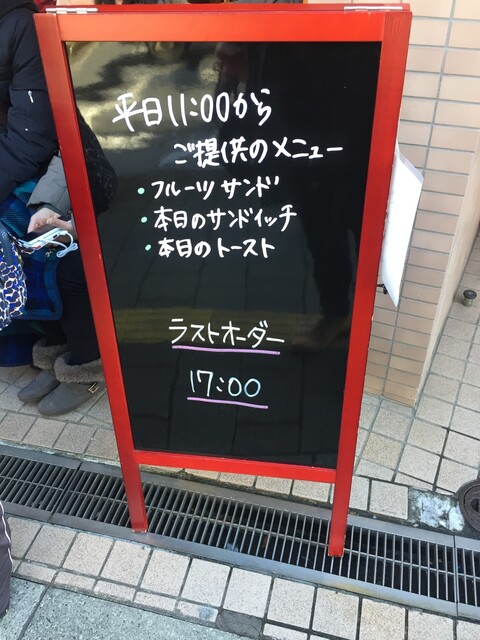 平日11:00から
ご提供のメニュー
・フルーツサンド
・本日のサンドイッチ
・本日のトースト
ラストオーダー
17:00